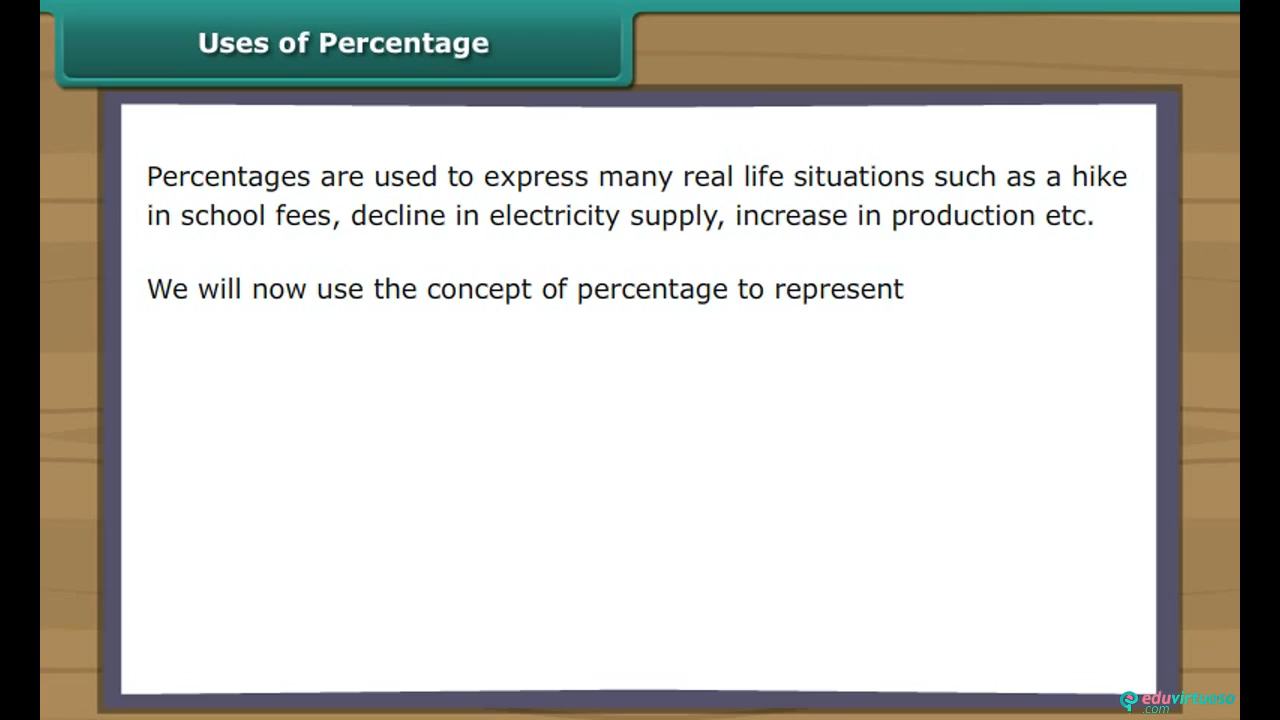 Uses of Percentage
Percentages are used to express many real life situations such as a hike
in school fees, decline in electricity supply, increase in production etc.
We will now use the concept of percentage to represent
eduvirtuoso
.com